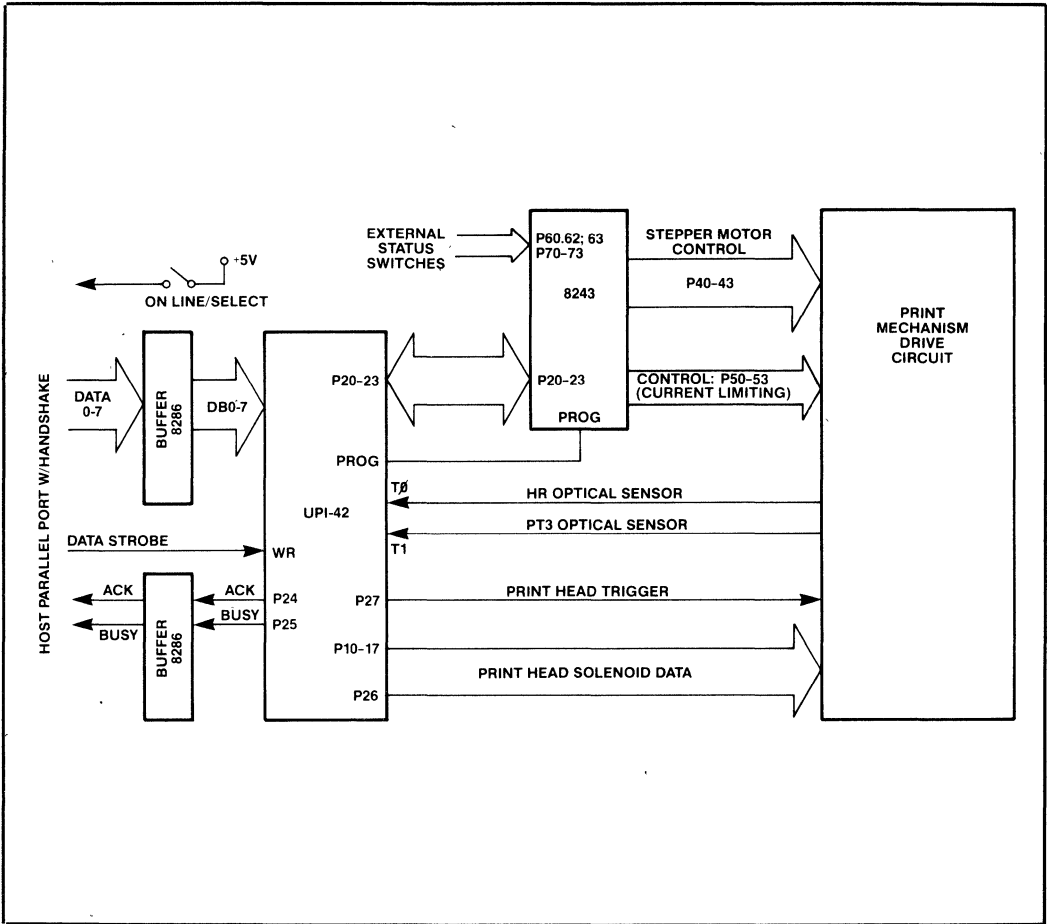 EXTERNAL
STATUS
SWITCHES
P60.62; 63
P70-73
8243
P20-23
PROG
STEPPER MOTOR
CONTROL
P40-43
CONTROL: P50-53
(CURRENT LIMITING)
PRINT
MECHANISM
DRIVE
CIRCUIT
+5V
ON LINE/SELECT
HOST PARALLEL PORT W/HANDSHAKE
DATA
0-7
BUFFER
8286
DB0-7
P20-23
PROG
UPI-42
T0
HR OPTICAL SENSOR
PT3 OPTICAL SENSOR
T1
DATA STROBE
WR
ACK
BUSY
BUFFER
8286
ACK
BUSY
P24
P25
P27
PRINT HEAD TRIGGER
P10-17
PRINT HEAD SOLENOID DATA
P26